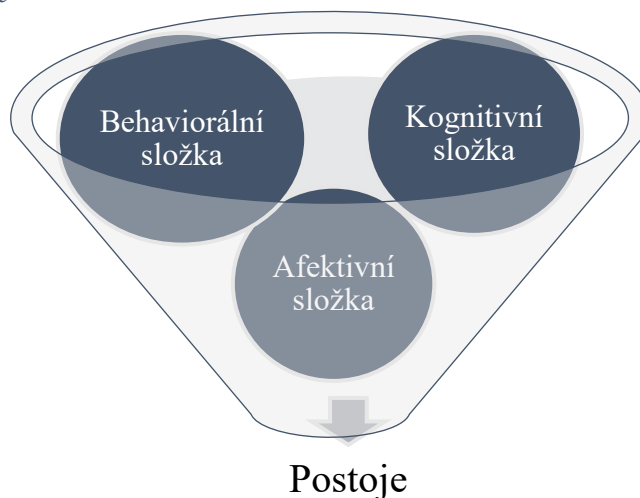 Behaviorální
složka
Kognitivní
složka
Afektivní
složka
Postoje